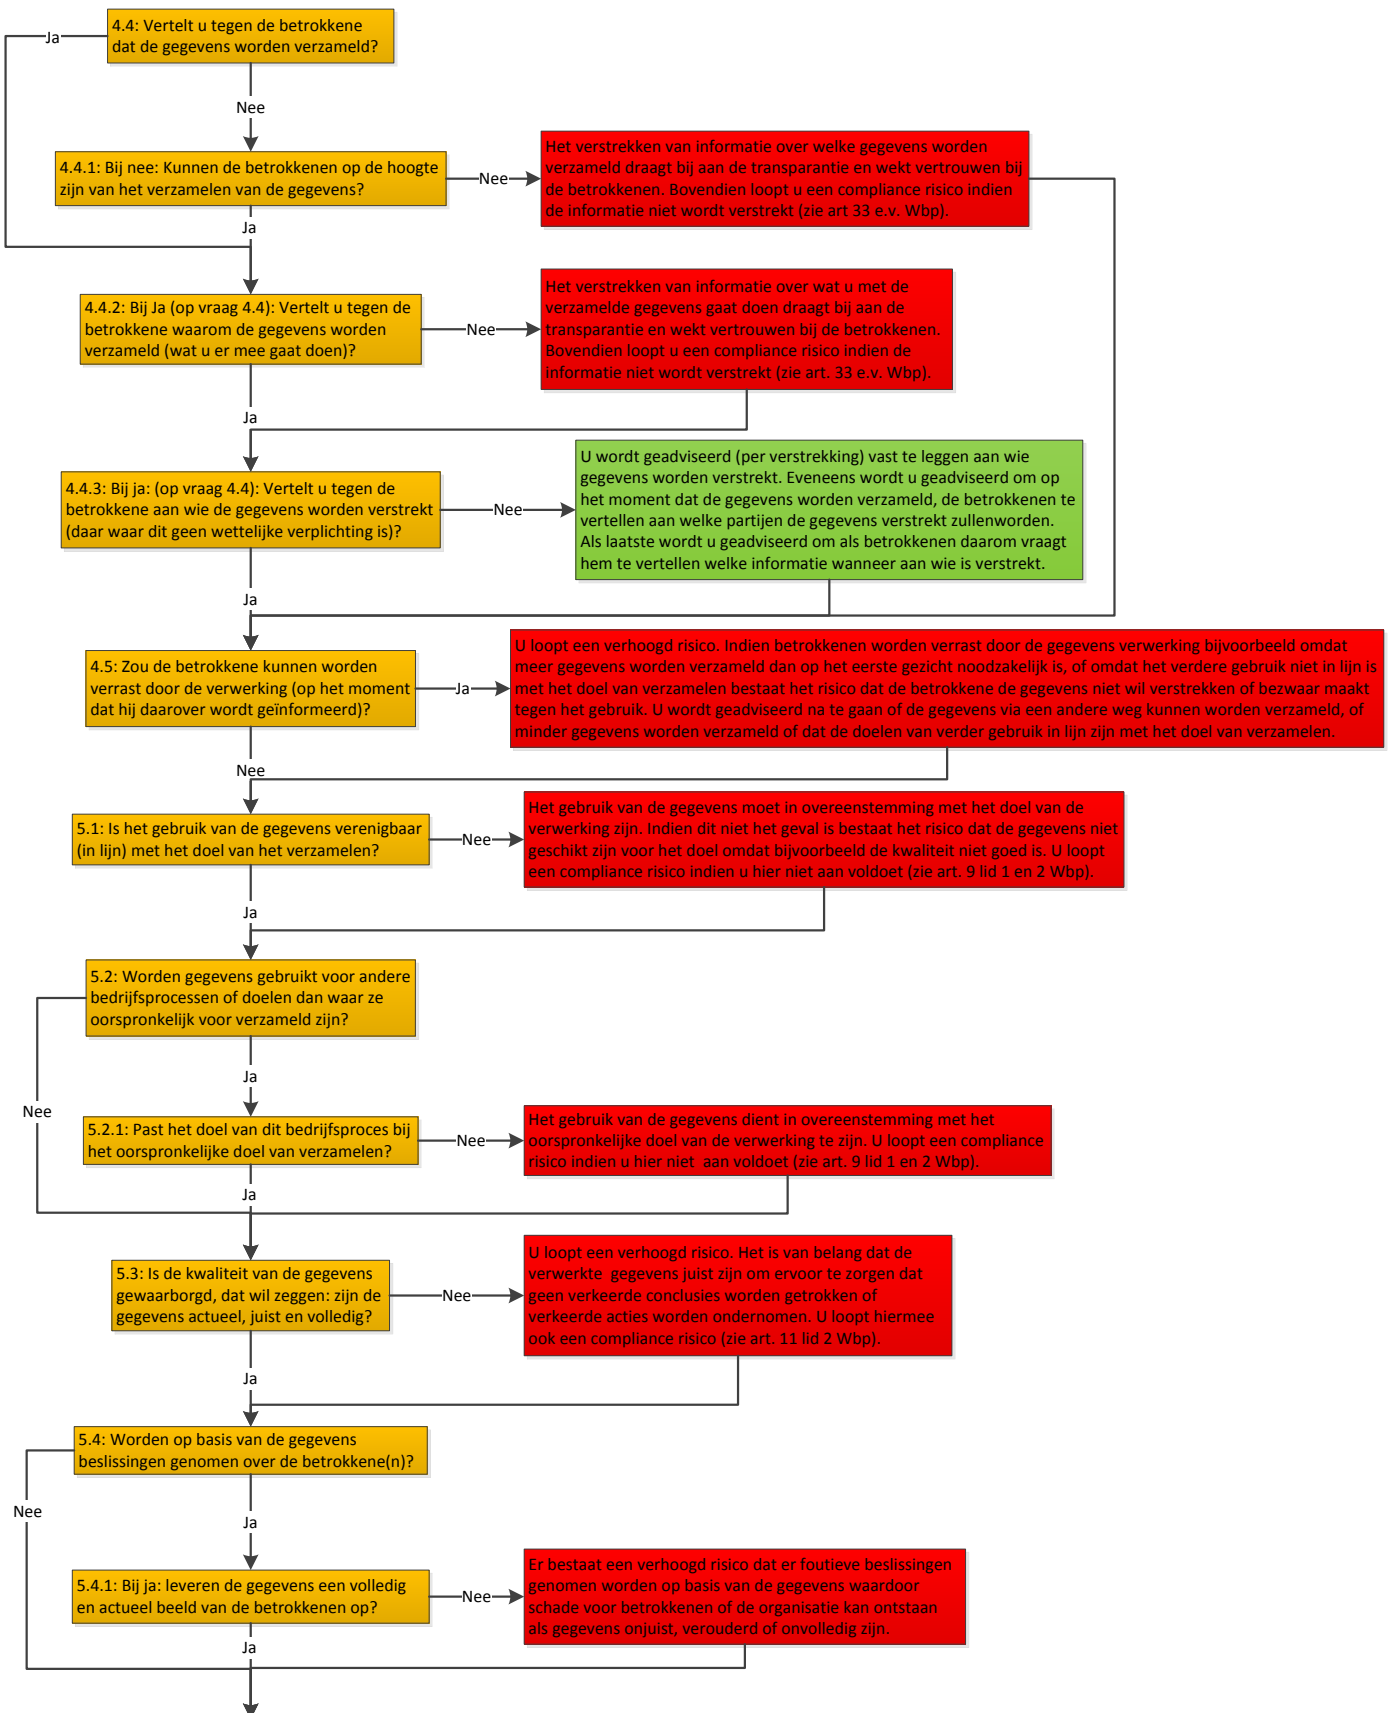 4.4: Vertelt u tegen de betrokkene
dat de gegevens worden verzameld?
Ja
Nee
4.4.1: Bij nee: Kunnen de betrokkenen op de hoogte
zijn van het verzamelen van de gegevens?
Nee
Het verstrekken van informatie over welke gegevens worden
verzameld draagt bij aan de transparantie en wekt vertrouwen bij
de betrokkenen. Bovendien loopt u een compliance risico indien
de informatie niet wordt verstrekt (zie art 33 e.v. Wbp).
Ja
4.4.2: Bij Ja (op vraag 4.4): Vertelt u tegen de
betrokkene waarom de gegevens worden
verzameld (wat u er mee gaat doen)?
Nee
Het verstrekken van informatie over wat u met de
verzamelde gegevens gaat doen draagt bij aan de
transparantie en wekt vertrouwen bij de betrokkenen.
Bovendien loopt u een compliance risico indien de
informatie niet wordt verstrekt (zie art. 33 e.v. Wbp).
Ja
4.4.3: Bij ja: (op vraag 4.4): Vertelt u tegen de
betrokkene aan wie de gegevens worden verstrekt
(daar waar dit geen wettelijke verplichting is)?
Nee
U wordt geadviseerd (per verstrekking) vast te leggen aan wie
gegevens worden verstrekt. Eveneens wordt u geadviseerd om op
het moment dat de gegevens worden verzameld, de betrokkenen te
vertellen aan welke partijen de gegevens verstrekt zullenworden.
Als laatste wordt u geadviseerd om als betrokkenen daarom vraagt
hem te vertellen welke informatie wanneer aan wie is verstrekt.
Ja
4.5: Zou de betrokkene kunnen worden
verrast door de verwerking (op het moment
dat hij daarover wordt geïnformeerd)?
Ja
U loopt een verhoogd risico. Indien betrokkenen worden verrast door de gegevens verwerking bijvoorbeeld omdat
meer gegevens worden verzameld dan op het eerste gezicht noodzakelijk is, of omdat het verdere gebruik niet in lijn is
met het doel van verzamelen bestaat het risico dat de betrokkene de gegevens niet wil verstrekken of bezwaar maakt
tegen het gebruik. U wordt geadviseerd na te gaan of de gegevens via een andere weg kunnen worden verzameld, of
minder gegevens worden verzameld of dat de doelen van verder gebruik in lijn zijn met het doel van verzamelen.
Nee
5.1: Is het gebruik van de gegevens verenigbaar
(in lijn) met het doel van het verzamelen?
Nee
Het gebruik van de gegevens moet in overeenstemming met het doel van de
verwerking zijn. Indien dit niet het geval is bestaat het risico dat de gegevens niet
geschikt zijn voor het doel omdat bijvoorbeeld de kwaliteit niet goed is. U loopt
een compliance risico indien u hier niet aan voldoet (zie art. 9 lid 1 en 2 Wbp).
Ja
5.2: Worden gegevens gebruikt voor andere
bedrijfsprocessen of doelen dan waar ze
oorspronkelijk voor verzameld zijn?
Ja
Nee
5.2.1: Past het doel van dit bedrijfsproces bij
het oorspronkelijke doel van verzamelen?
Nee
Het gebruik van de gegevens dient in overeenstemming met het
oorspronkelijke doel van de verwerking te zijn. U loopt een compliance
risico indien u hier niet  aan voldoet (zie art. 9 lid 1 en 2 Wbp).
Ja
5.3: Is de kwaliteit van de gegevens
gewaarborgd, dat wil zeggen: zijn de
gegevens actueel, juist en volledig?
Nee
U loopt een verhoogd risico. Het is van belang dat de
verwerkte  gegevens juist zijn om ervoor te zorgen dat
geen verkeerde conclusies worden getrokken of
verkeerde acties worden ondernomen. U loopt hiermee
ook een compliance risico (zie art. 11 lid 2 Wbp).
Ja
5.4: Worden op basis van de gegevens
beslissingen genomen over de betrokkene(n)?
Nee
Ja
5.4.1: Bij ja: leveren de gegevens een volledig
en actueel beeld van de betrokkenen op?
Nee
Er bestaat een verhoogd risico dat er foutieve beslissingen
genomen worden op basis van de gegevens waardoor
schade voor betrokkenen of de organisatie kan ontstaan
als gegevens onjuist, verouderd of onvolledig zijn.
Ja